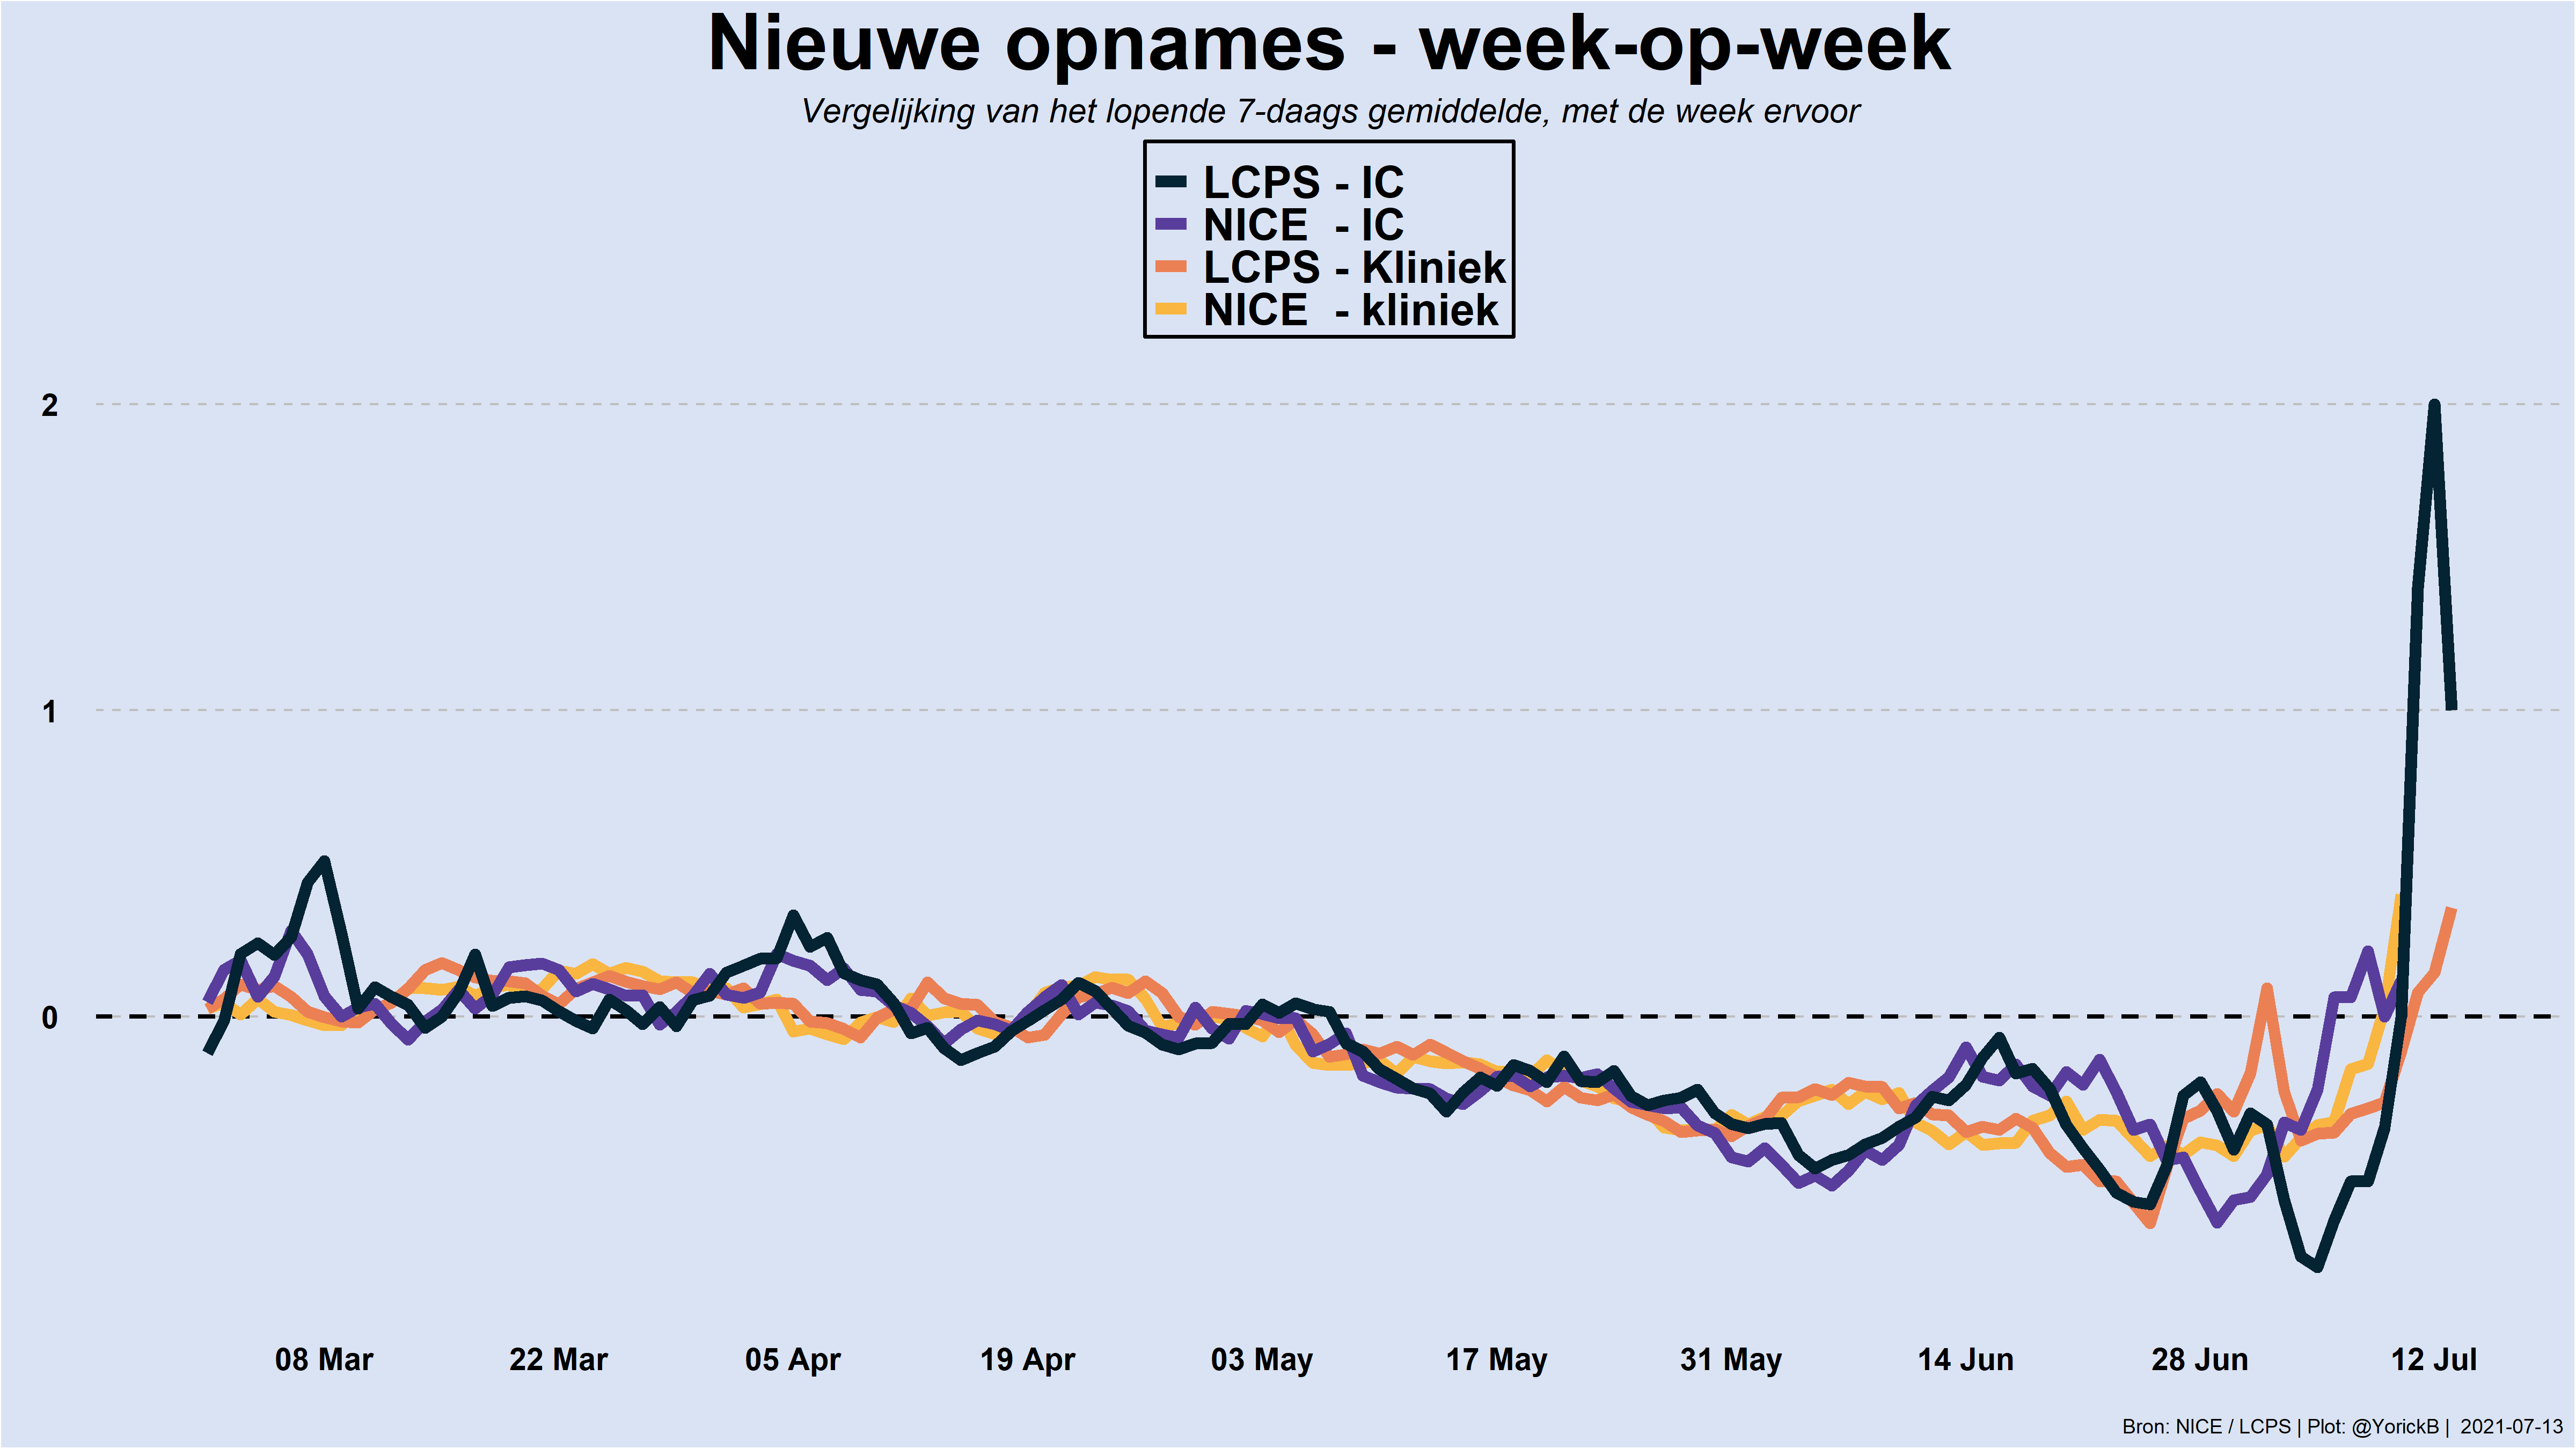 Nieuwe opnames - week-op-week
Vergelijking van het lopende 7-daags gemiddelde, met de week ervoor
LCPS - IC
NICE - IC
LCPS - Kliniek
NICE - kliniek
2
1
0
08 Mar 22 Mar 05 Apr 19 Apr 03 May 17 May 31 May 14 Jun 28 Jun 12 Jul
Bron: NICE / LCPS | Plot: @YorickB | 2021-07-13